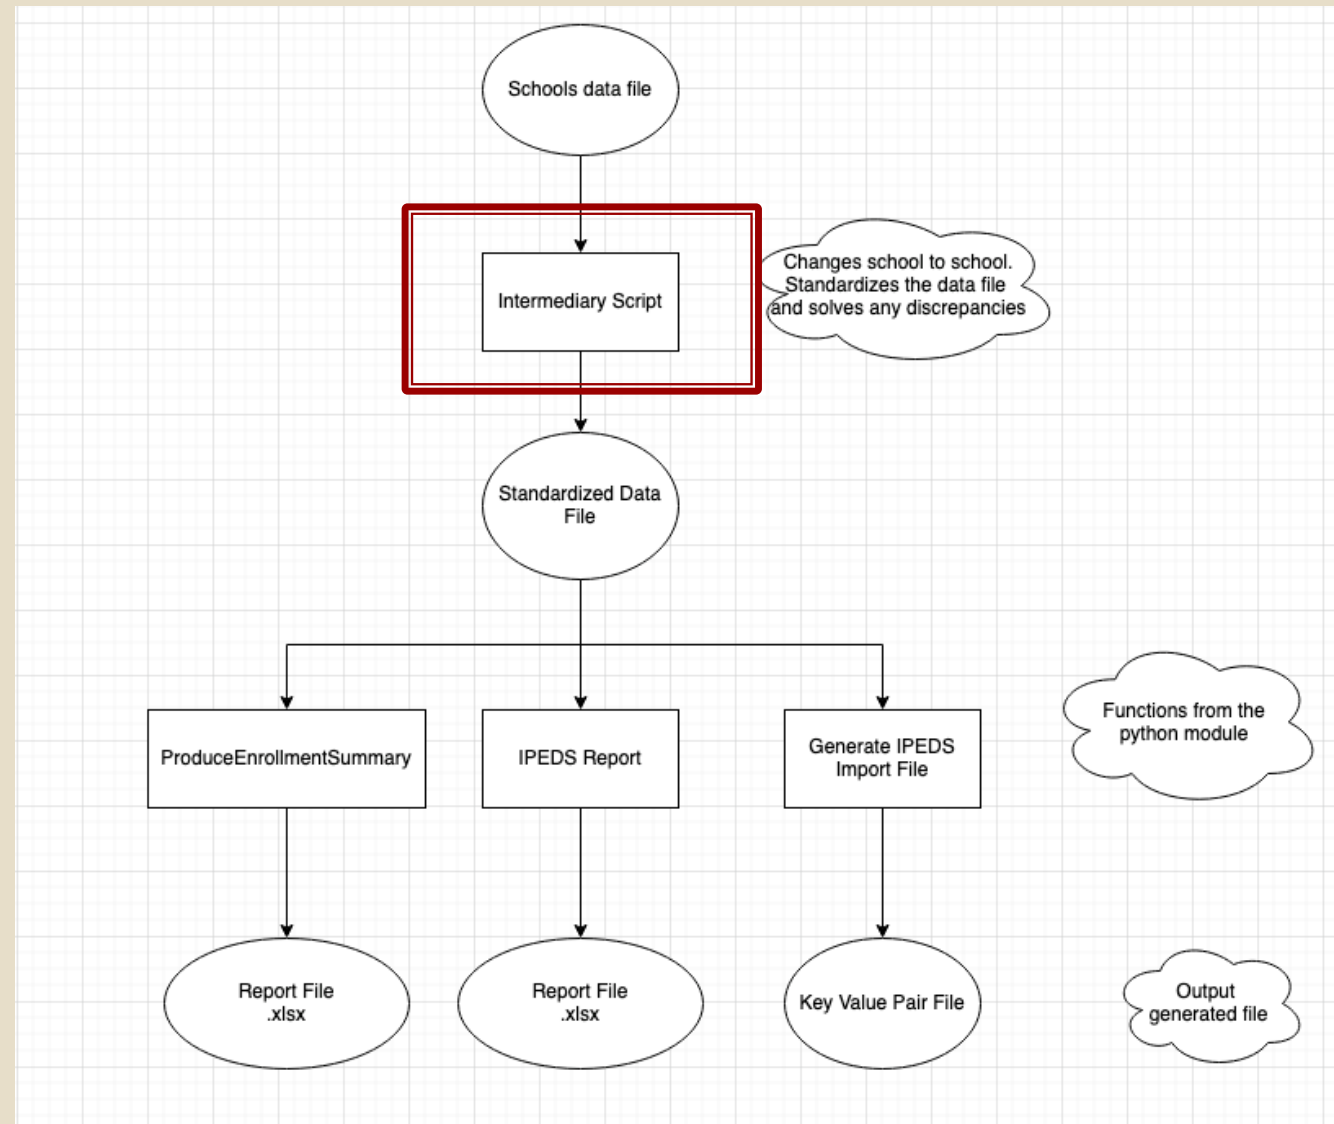 Schools data file
Intermediary Script
Changes school to school.
Standardizes the data file
and solves any discrepancies
Standardized Data
File
ProduceEnrollmentSummary
IPEDS Report
Generate IPEDS
Import File
Functions from the
python module
Report File
.xlsx
Report File
.xlsx
Key Value Pair File
Output
generated file